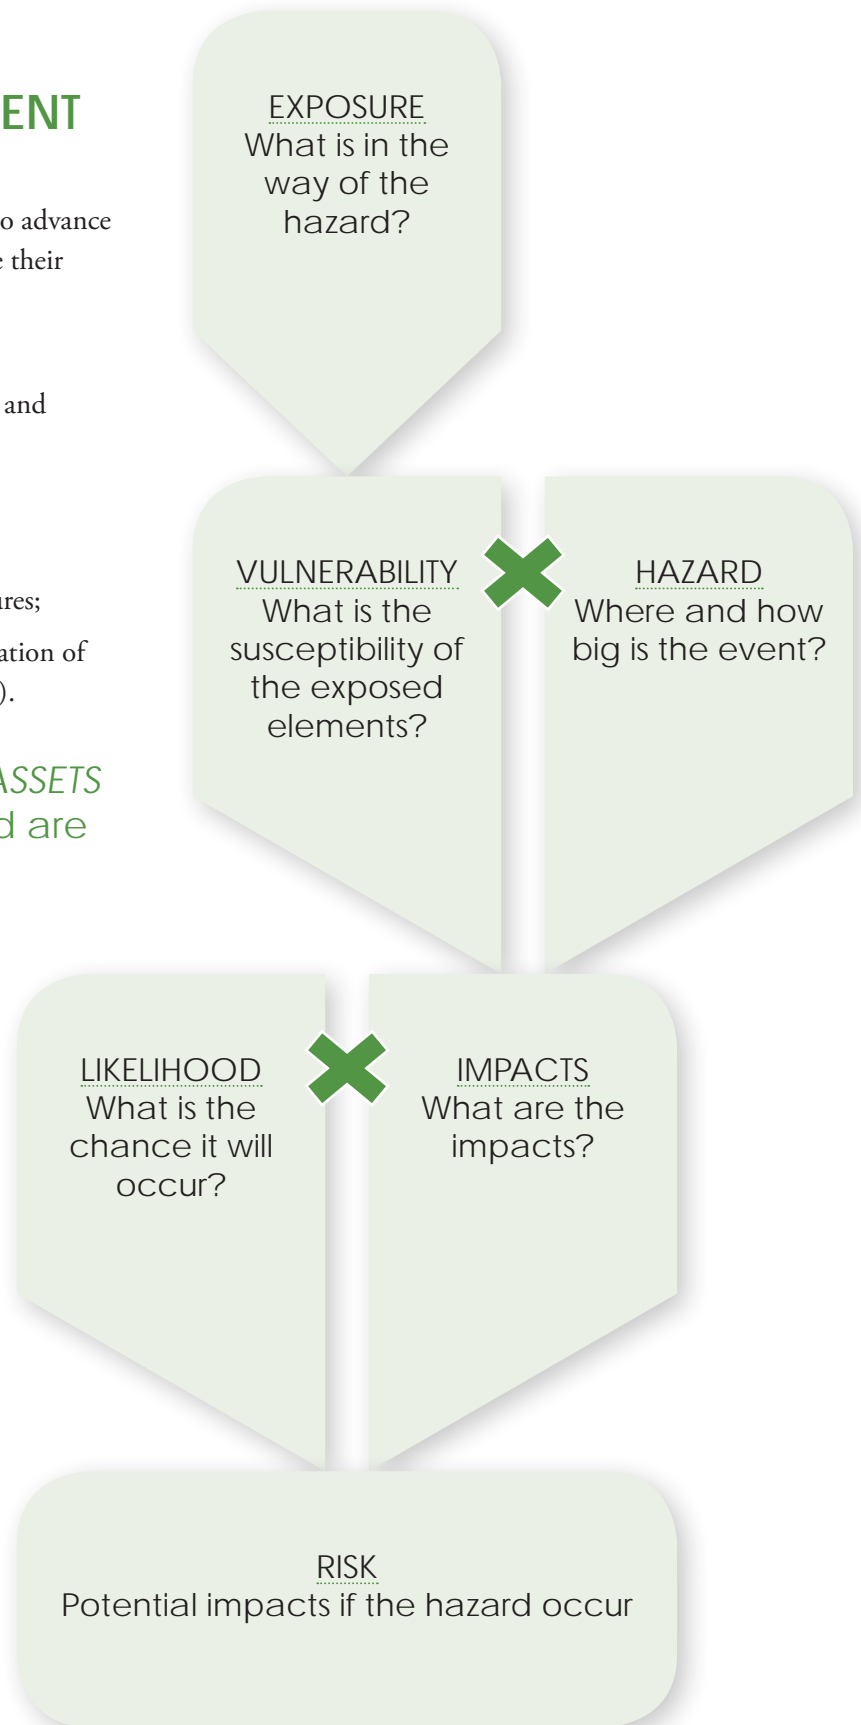 ENT
o advance
e their
and
ures;
ation of
).
ASSETS
d are
EXPOSURE
What is in the
way of the
hazard?
VULNERABILITY
What is the
susceptibility of
the exposed
elements?
HAZARD
Where and how
big is the event?
LIKELIHOOD
What is the
chance it will
occur?
IMPACTS
What are the
impacts?
RISK
Potential impacts if the hazard occur